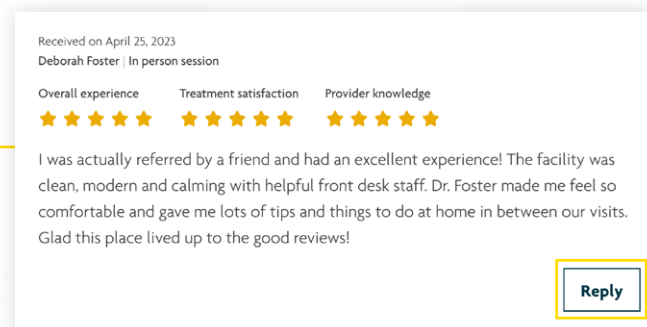 Received on April 25, 2023
Deborah Foster | In person session
Overall experience Treatment satisfaction Provider knowledge
I was actually referred by a friend and had an excellent experience! The facility was
clean, modern and calming with helpful front desk staff. Dr. Foster made me feel so
comfortable and gave me lots of tips and things to do at home in between our visits.
Glad this place lived up to the good reviews!
Reply